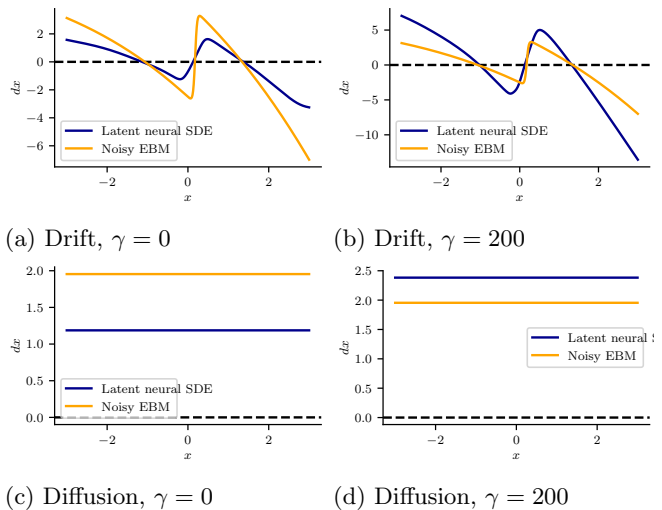 2
0
−2
−4
−6
dx
Latent neural SDE
Noisy EBM
−2
0
2
x
(a) Drift, γ = 0
5
0
−5
−10
dx
Latent neural SDE
Noisy EBM
−2
0
2
x
(b) Drift, γ = 200
2.0
1.5
1.0
0.5
0.0
dx
Latent neural SDE
Noisy EBM
−2
0
2
x
(c) Diffusion, γ = 0
2.5
2.0
1.5
1.0
0.5
0.0
dx
Latent neural S
Noisy EBM
−2
0
2
x
(d) Diffusion, γ = 200